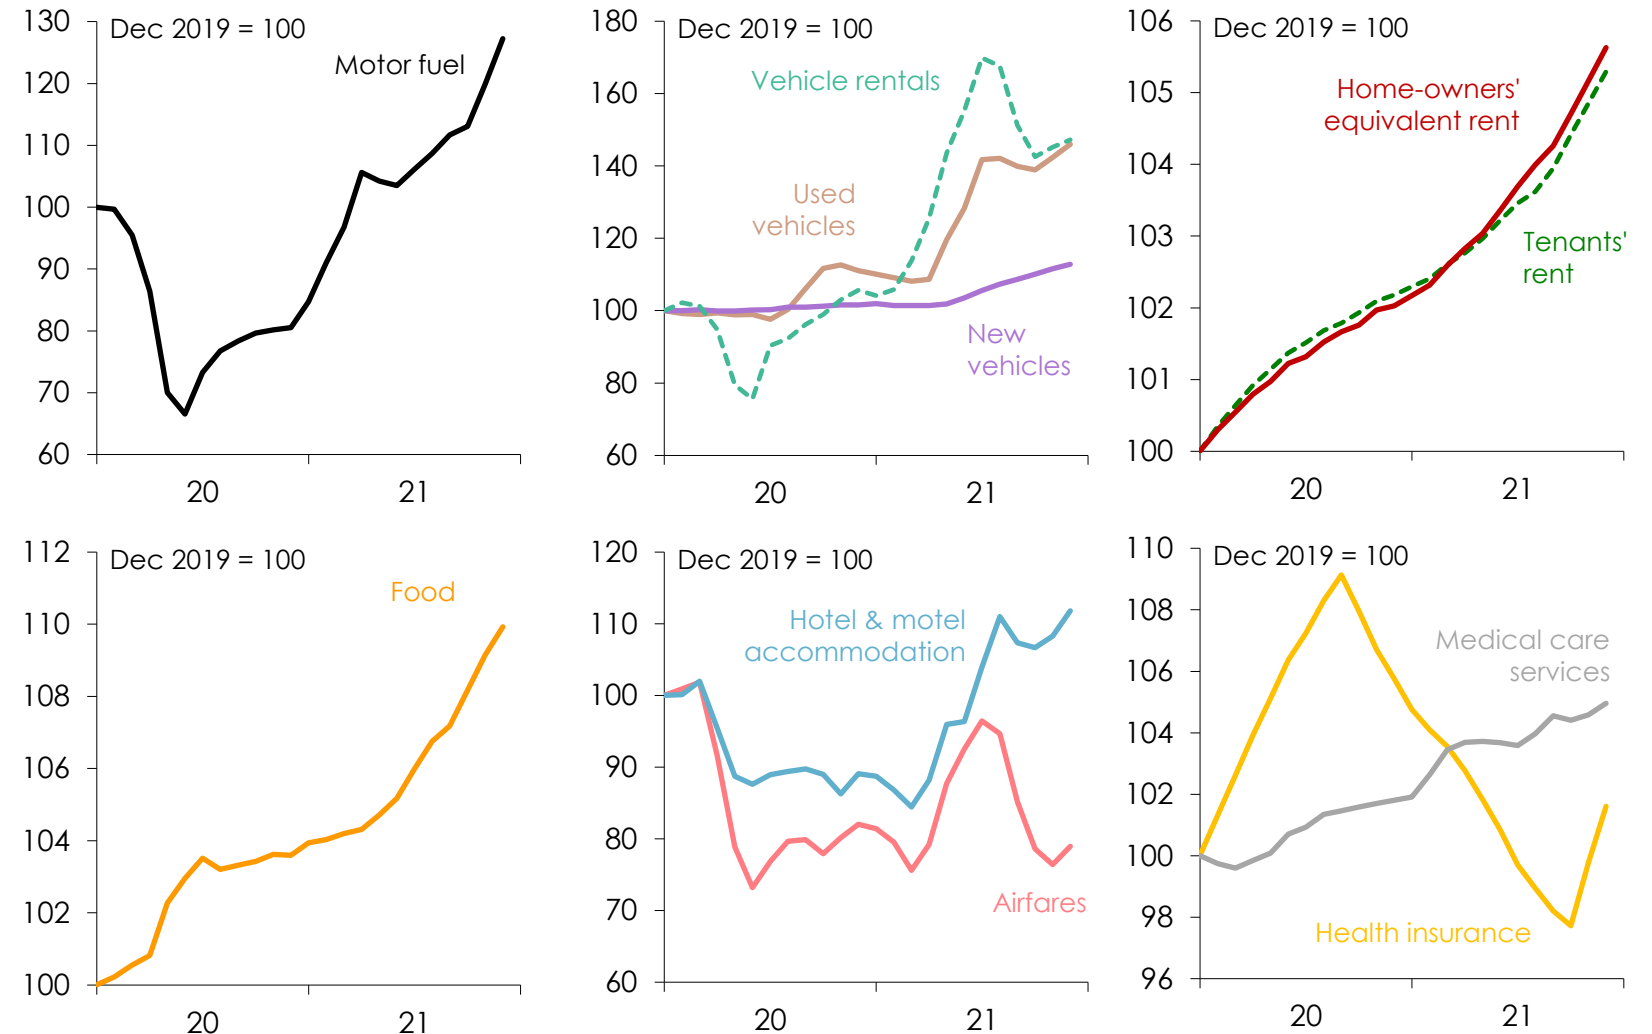 Dec 2019 = 100
Motor fuel
130
120
110
100
90
80
70
60
20
21
Dec 2019 = 100
Vehicle rentals
Used
vehicles
New
vehicles
180
160
140
120
100
80
60
20
21
Dec 2019 = 100
Home-owners'
equivalent rent
Tenants'
rent
106
105
104
103
102
101
100
20
21
Dec 2019 = 100
Food
112
110
108
106
104
102
100
20
21
Dec 2019 = 100
Hotel & motel
accommodation
Airfares
120
110
100
90
80
70
60
20
21
Dec 2019 = 100
Medical care
services
Health insurance
110
108
106
104
102
100
98
96
20
21